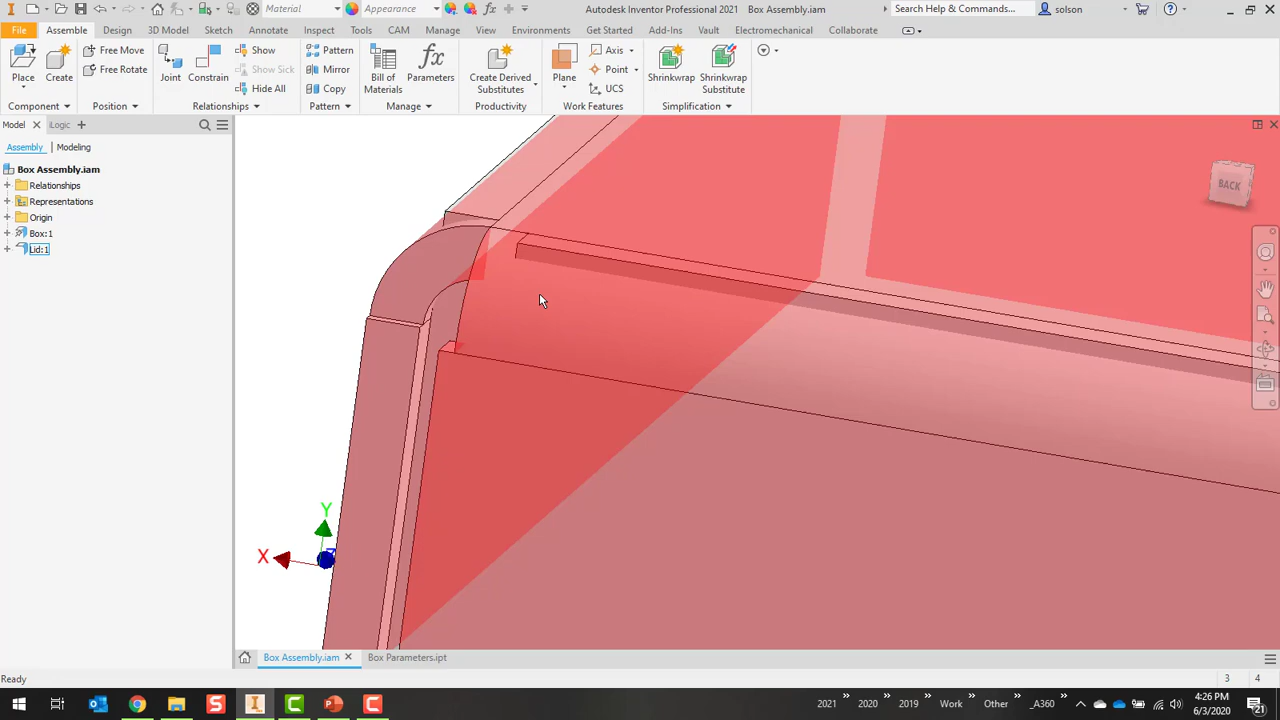 Material
Appearance
Autodesk Inventor Professional 2021
Box Assembly.iam
Search Help & Commands...
solson
File
Assemble
Design
3D Model
Sketch
Annotate
Inspect
Tools
CAM
Manage
View
Environments
Get Started
Add-Ins
Vault
Electromechanical
Collaborate
Place
Create
Free Move
Free Rotate
Joint
Constrain
Show
Show Sick
Hide All
Pattern
Mirror
Copy
Bill of
Materials
Parameters
Create Derived
Substitutes
Plane
Axis
Point
UCS
Shrinkwrap
Shrinkwrap
Substitute
Component
Position
Relationships
Pattern
Manage
Productivity
Work Features
Simplification
Model
iLogic
Assembly
Modeling
Box Assembly.iam
Relationships
Representations
Origin
Box:1
Lid:1
BACK
Y
X
Z
Box Assembly.iam
Box Parameters.ipt
Ready
3
4
2021
2020
2019
Work
Other
_A360
4:26 PM
6/3/2020
21